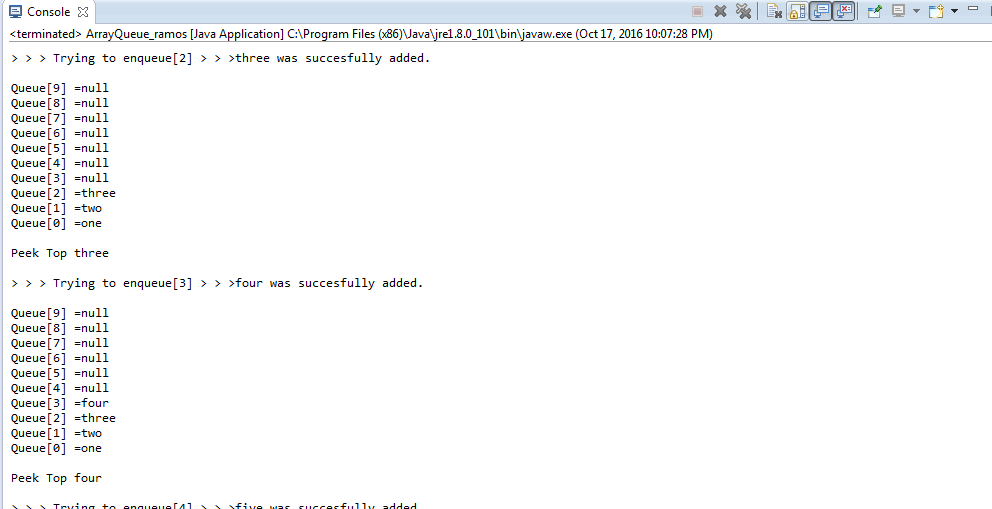 Console
<terminated> ArrayQueue_ramos [Java Application] C:\Program Files (x86)\Java\jre1.8.0_101\bin\javaw.exe (Oct 17, 2016 10:07:28 PM)
> > > Trying to enqueue[2] > > >three was succesfully added.
Queue[9] =null
Queue[8] =null
Queue[7] =null
Queue[6] =null
Queue[5] =null
Queue[4] =null
Queue[3] =null
Queue[2] =three
Queue[1] =two
Queue[0] =one
Peek Top three
> > > Trying to enqueue[3] > > >four was succesfully added.
Queue[9] =null
Queue[8] =null
Queue[7] =null
Queue[6] =null
Queue[5] =null
Queue[4] =null
Queue[3] =four
Queue[2] =three
Queue[1] =two
Queue[0] =one
Peek Top four
> > > Trying to enqueue[4] > > >five was succesfully added.